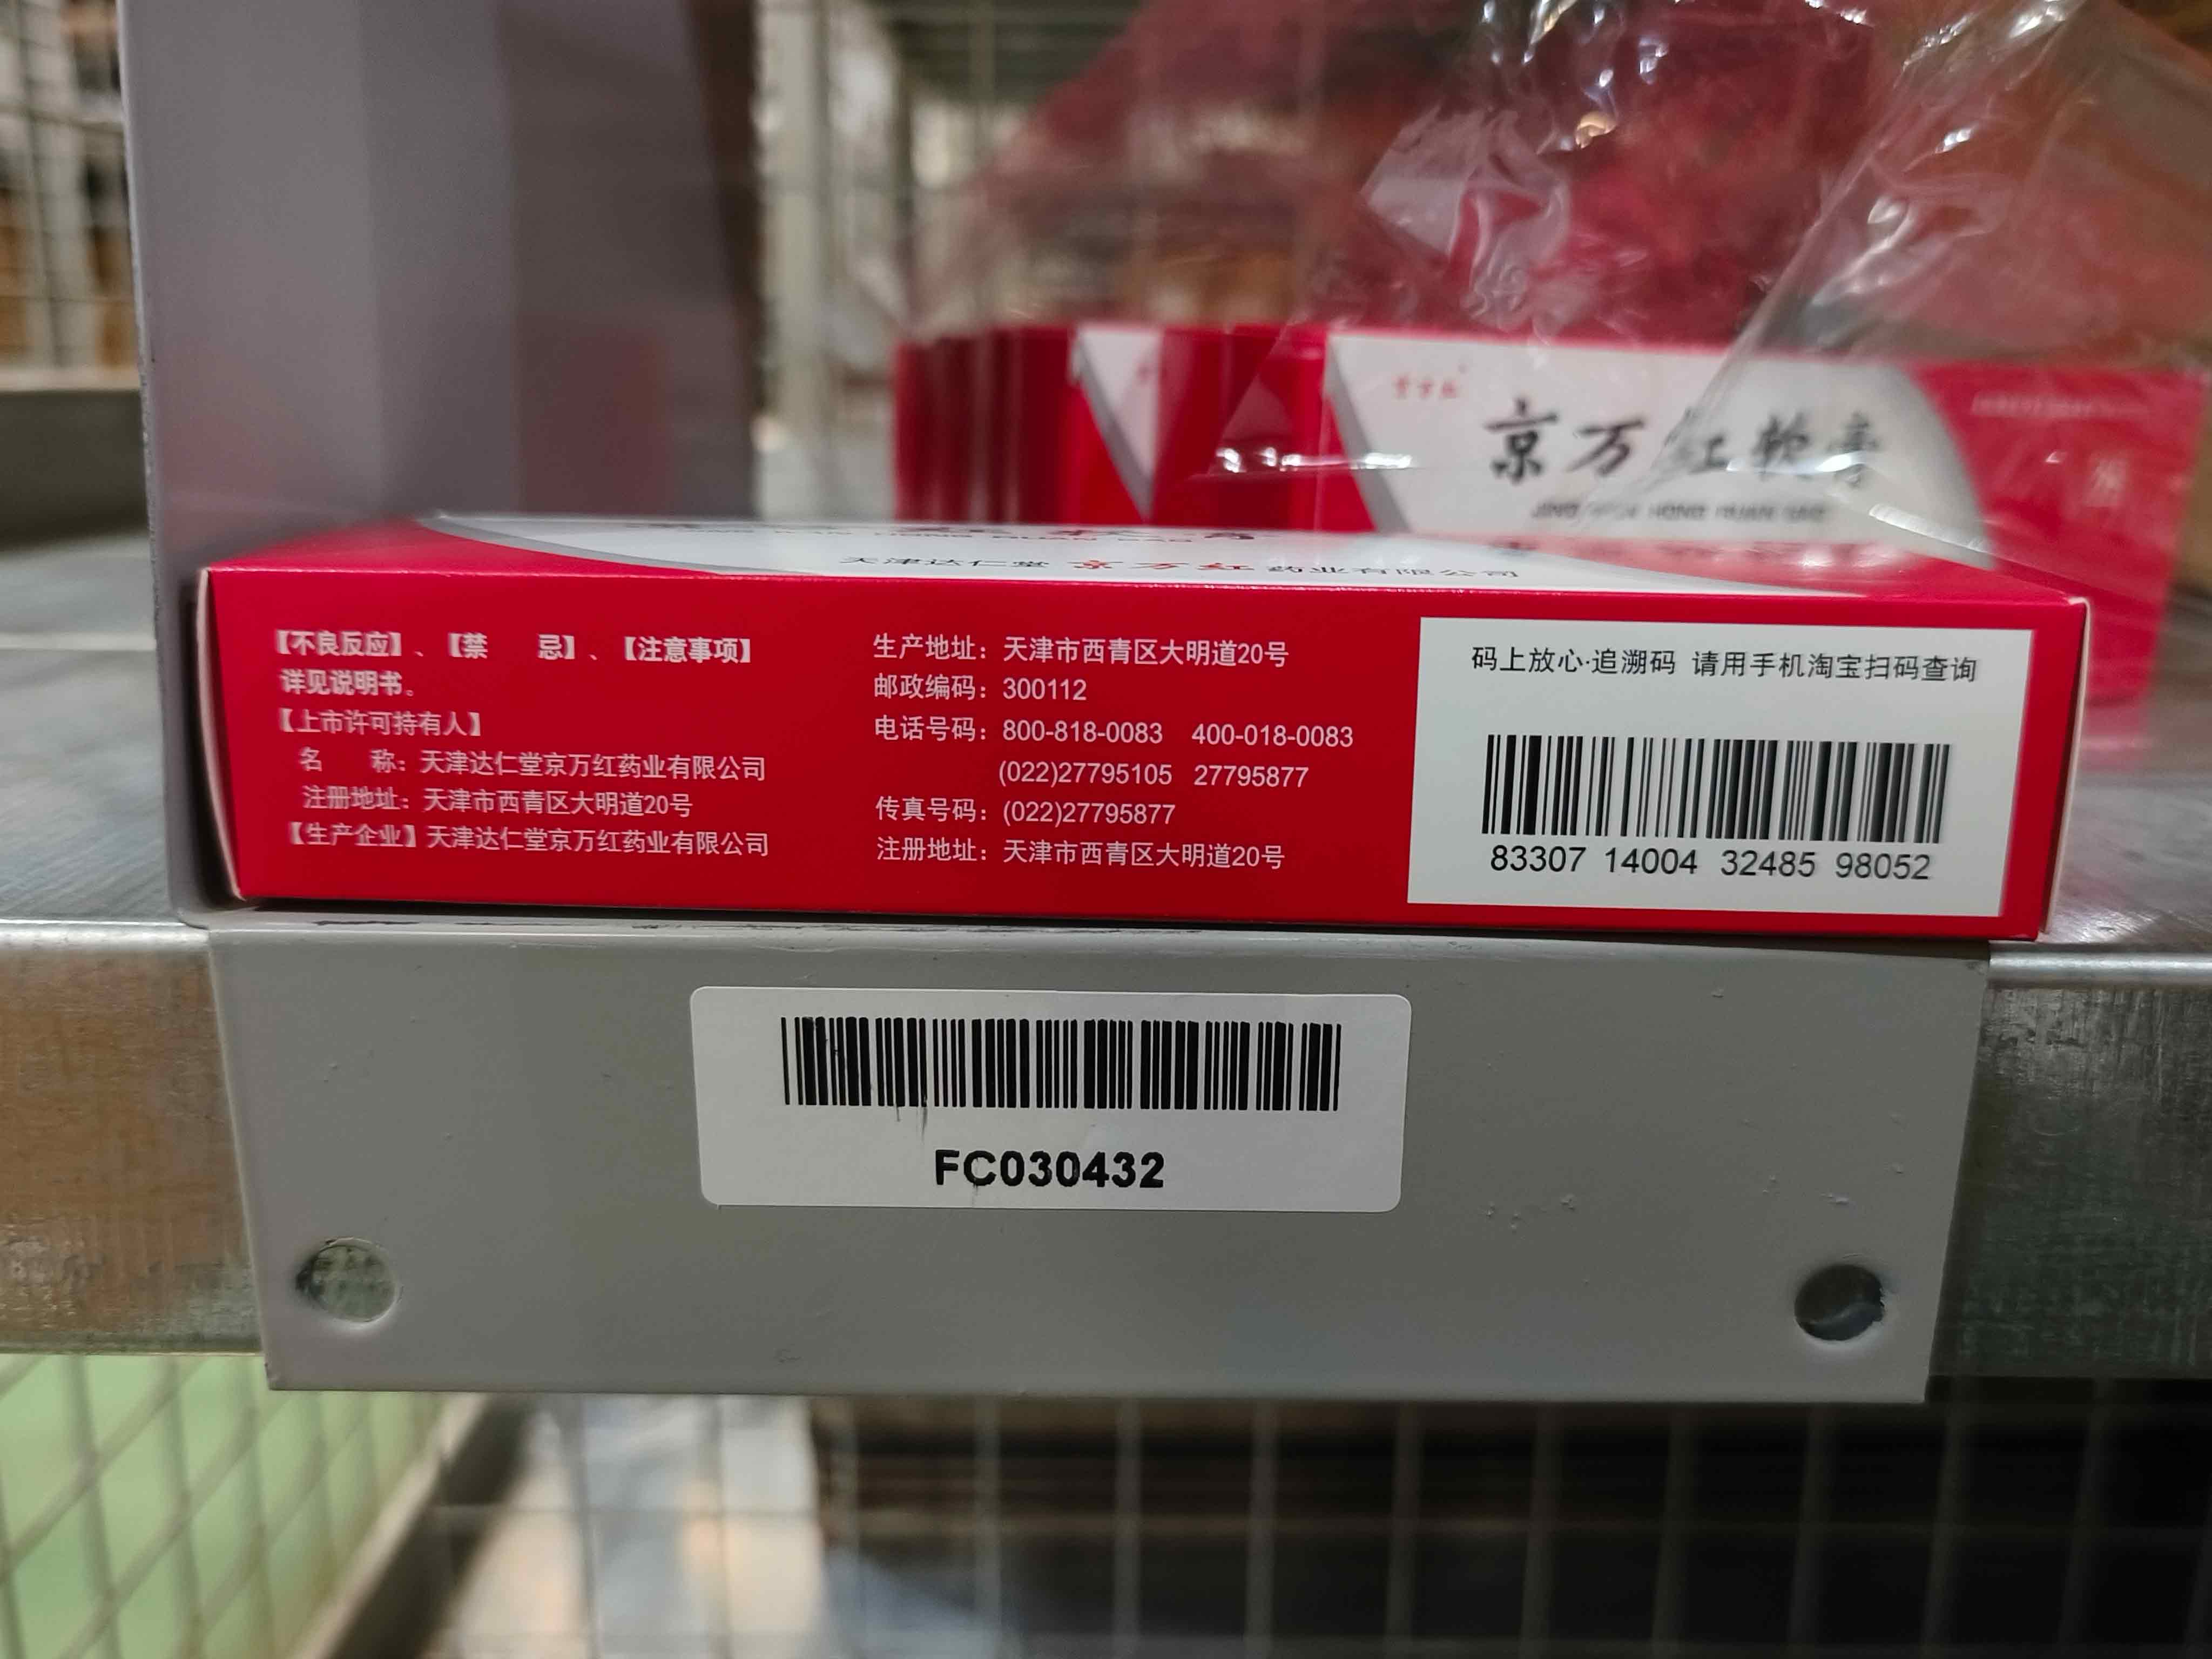 京万红软膏
JING WAN HONG RUAN GAO
天津达仁堂京万红药业有限公司
【不良反应】、【禁 忌】、【注意事项】
详见说明书。
【上市许可持有人】
名 称：天津达仁堂京万红药业有限公司
注册地址：天津市西青区大明道20号
【生产企业】天津达仁堂京万红药业有限公司
生产地址：天津市西青区大明道20号
邮政编码：300112
电话号码：800-818-0083 400-018-0083
(022)27795105 27795877
传真号码：(022)27795877
注册地址：天津市西青区大明道20号
码上放心·追溯码 请用手机淘宝扫码查询
83307 14004 32485 98052
FC030432